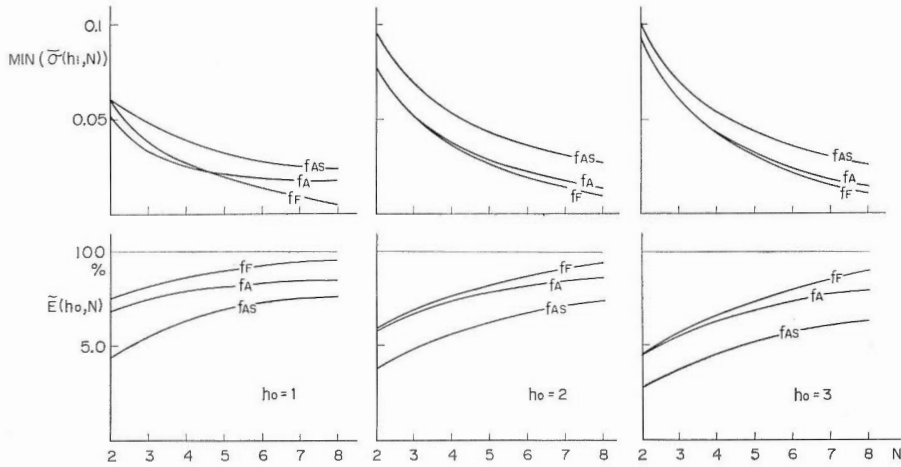 0.1
MIN (σ̃(hi,N))
0.05
fAS
fA
fF
fAS
fA
fF
fAS
fA
fF
10.0
%
Ẽ(ho,N)
5.0
fF
fA
fAS
ho = 1
fF
fA
fAS
ho = 2
fF
fA
fAS
ho = 3
2 3 4 5 6 7 8
2 3 4 5 6 7 8
2 3 4 5 6 7 8 N